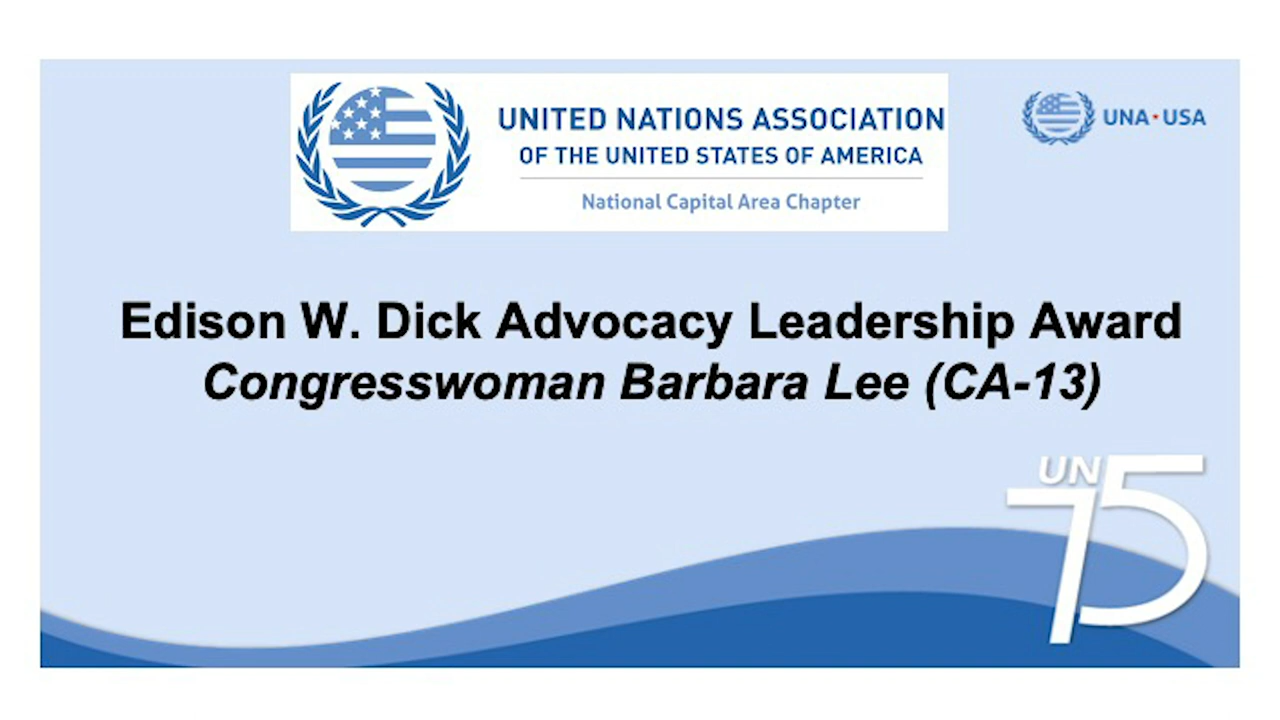 UNITED NATIONS ASSOCIATION
OF THE UNITED STATES OF AMERICA
National Capital Area Chapter
UNA USA
Edison W. Dick Advocacy Leadership Award
Congresswoman Barbara Lee (CA-13)
UN
75